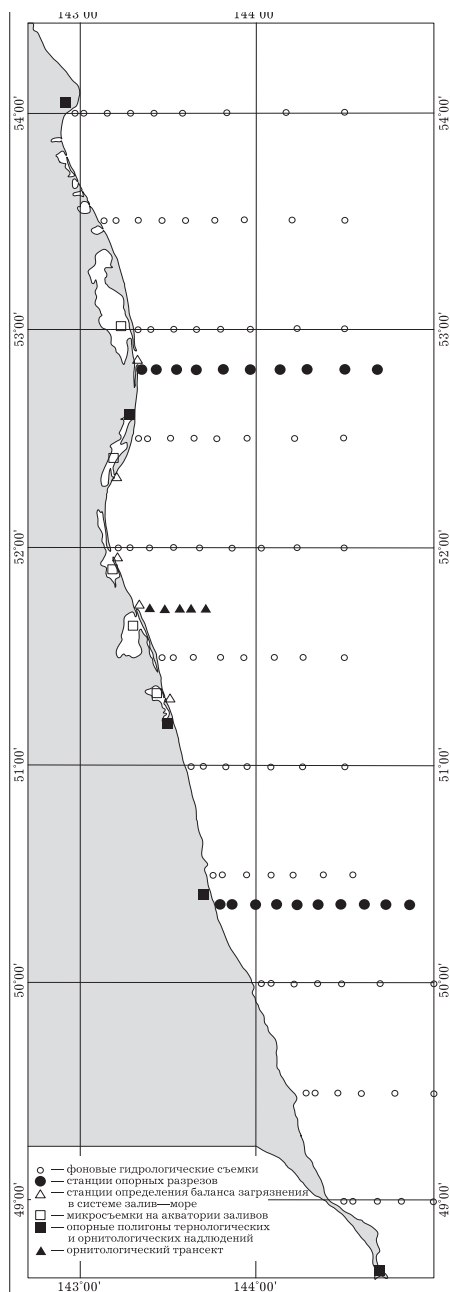 143°00'
144°00'
54°00'
54°00'
53°00'
53°00'
52°00'
52°00'
51°00'
51°00'
50°00'
50°00'
— фоновые гидрологические съемки
— станции опорных разрезов
— станции определения баланса загрязнения
в системе залив—море
— микросъемки на акватории заливов
— опорные полигоны тернологических
и орнитологических надлюдений
— орнитологический трансект
49°00'
49°00'
143°00'
144°00'